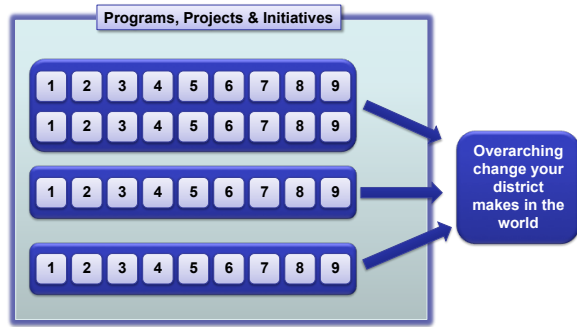 Programs, Projects & Initiatives
1 2 3 4 5 6 7 8 9
1 2 3 4 5 6 7 8 9
1 2 3 4 5 6 7 8 9
1 2 3 4 5 6 7 8 9
Overarching
change your
district
makes in the
world